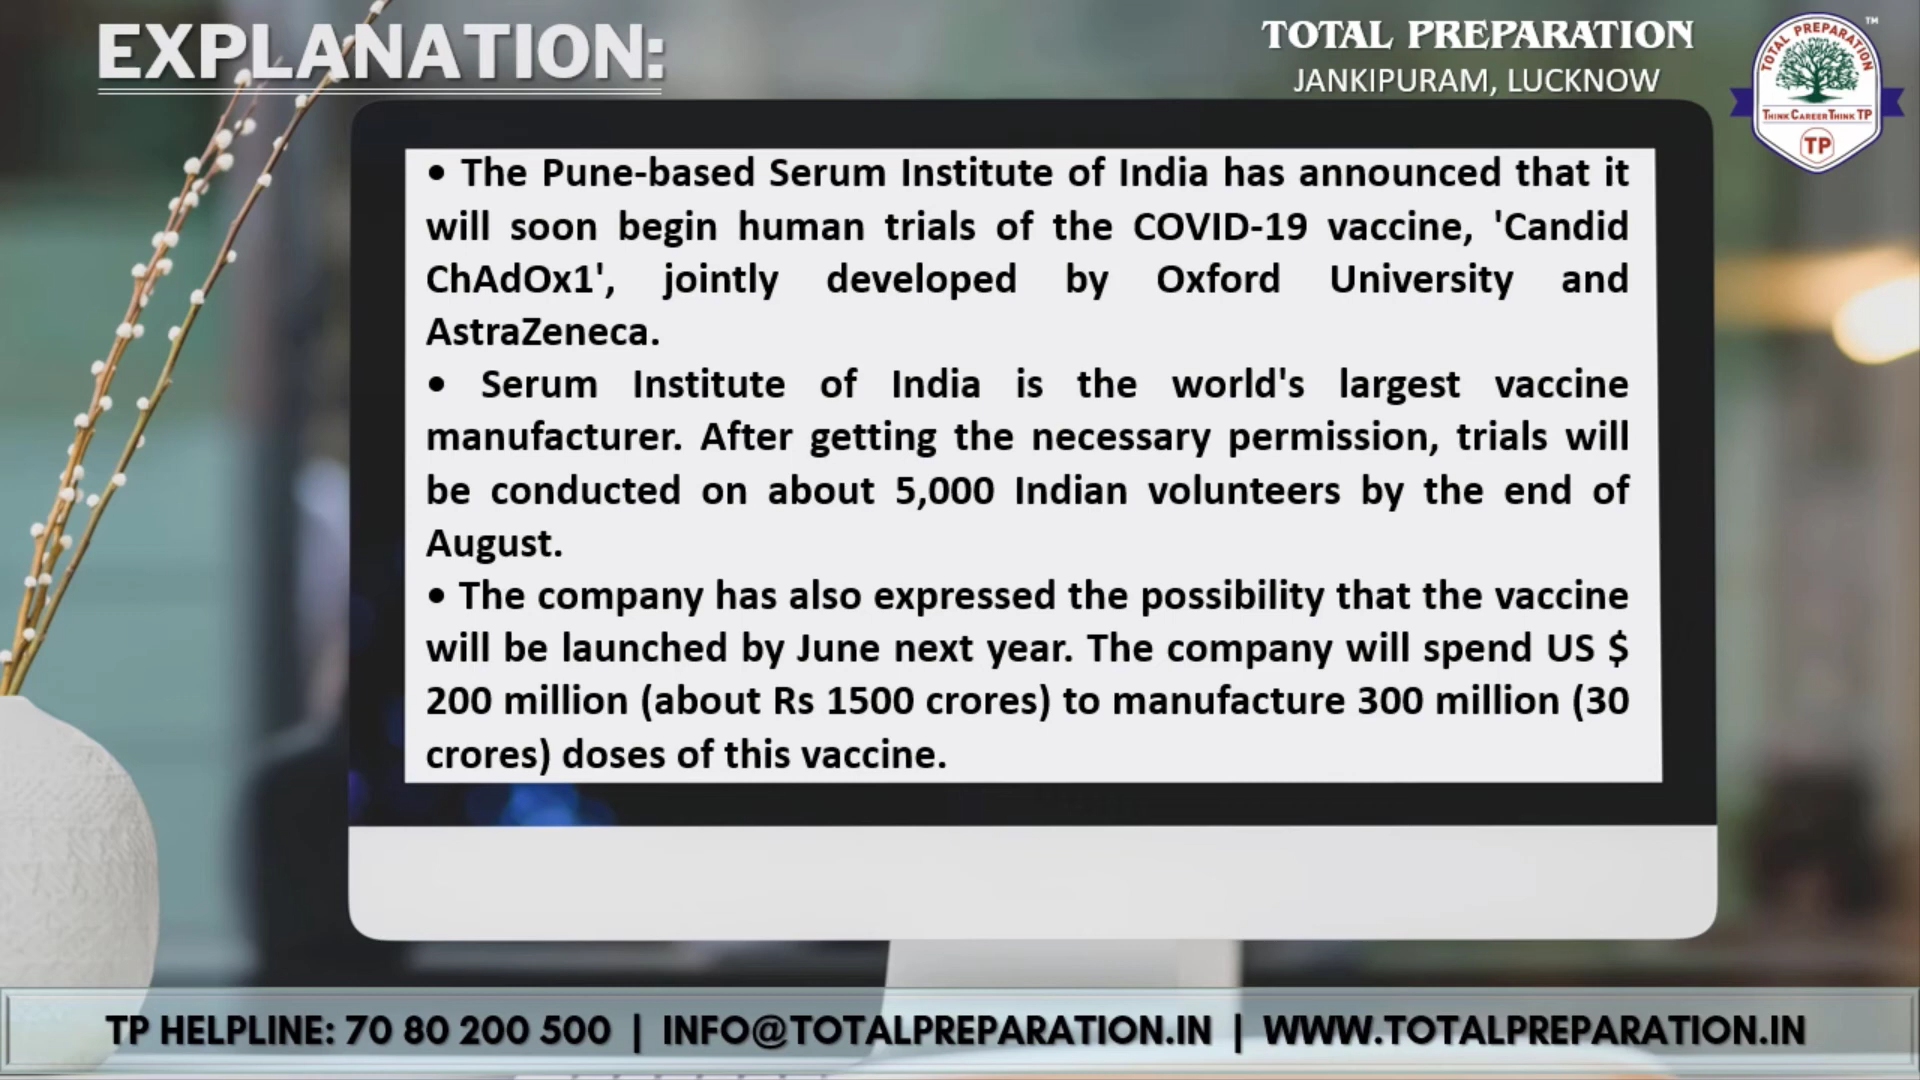 EXPLANATION:
TOTAL PREPARATION
JANKIPURAM, LUCKNOW
TM
TOTAL PREPARATION
THINK CAREER THINK TP
TP
• The Pune-based Serum Institute of India has announced that it
will soon begin human trials of the COVID-19 vaccine, 'Candid
ChAdOx1', jointly developed by Oxford University and
AstraZeneca.
• Serum Institute of India is the world's largest vaccine
manufacturer. After getting the necessary permission, trials will
be conducted on about 5,000 Indian volunteers by the end of
August.
• The company has also expressed the possibility that the vaccine
will be launched by June next year. The company will spend US $
200 million (about Rs 1500 crores) to manufacture 300 million (30
crores) doses of this vaccine.
TP HELPLINE: 70 80 200 500 | INFO@TOTALPREPARATION.IN | WWW.TOTALPREPARATION.IN